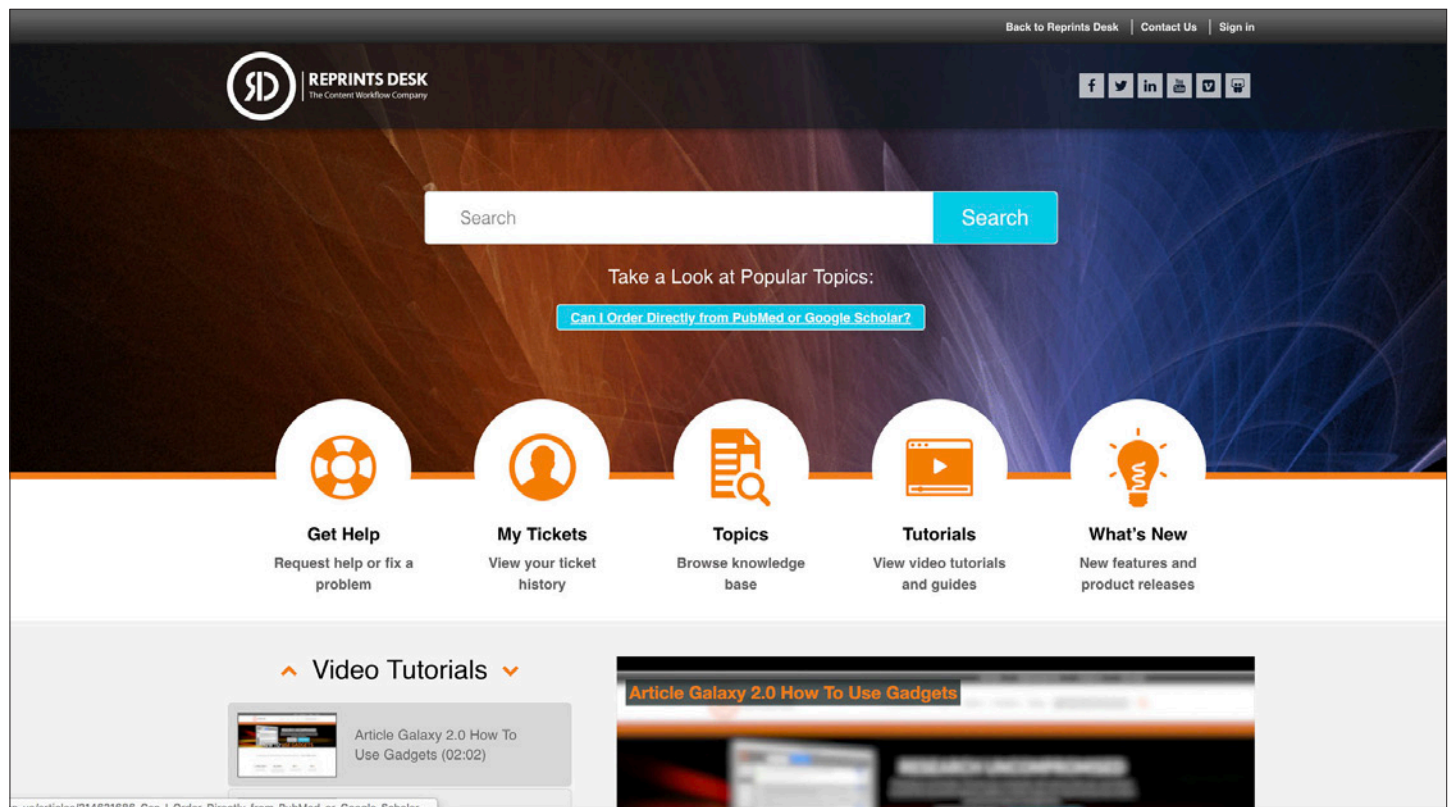 Back to Reprints Desk | Contact Us | Sign in
REPRINTS DESK
The Content Workflow Company
Search
Search
Take a Look at Popular Topics:
Can I Order Directly from PubMed or Google Scholar?
Get Help
Request help or fix a
problem
My Tickets
View your ticket
history
Topics
Browse knowledge
base
Tutorials
View video tutorials
and guides
What's New
New features and
product releases
Video Tutorials
Article Galaxy 2.0 How To
Use Gadgets (02:02)
Article Galaxy 2.0 How To Use Gadgets
RESEARCH UNCOMPROMISED